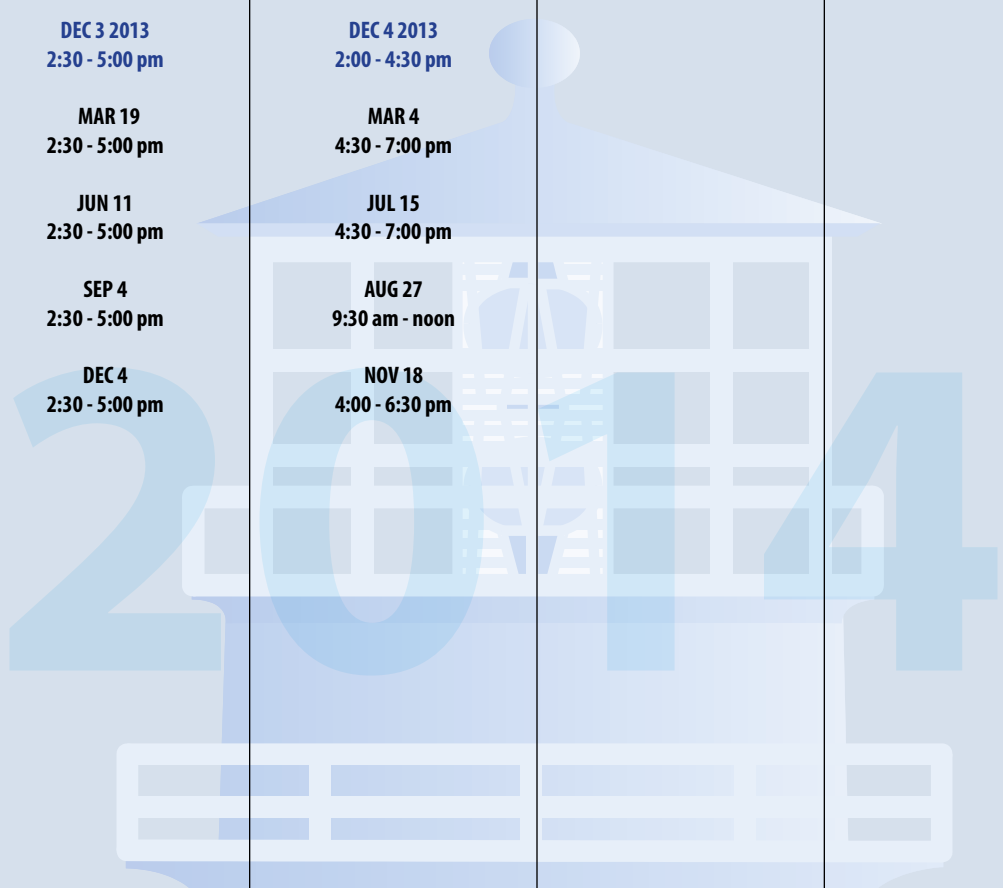 DEC 3 2013
2:30 - 5:00 pm
MAR 19
2:30 - 5:00 pm
JUN 11
2:30 - 5:00 pm
SEP 4
2:30 - 5:00 pm
DEC 4
2:30 - 5:00 pm
DEC 4 2013
2:00 - 4:30 pm
MAR 4
4:30 - 7:00 pm
JUL 15
4:30 - 7:00 pm
AUG 27
9:30 am - noon
NOV 18
4:00 - 6:30 pm
2014